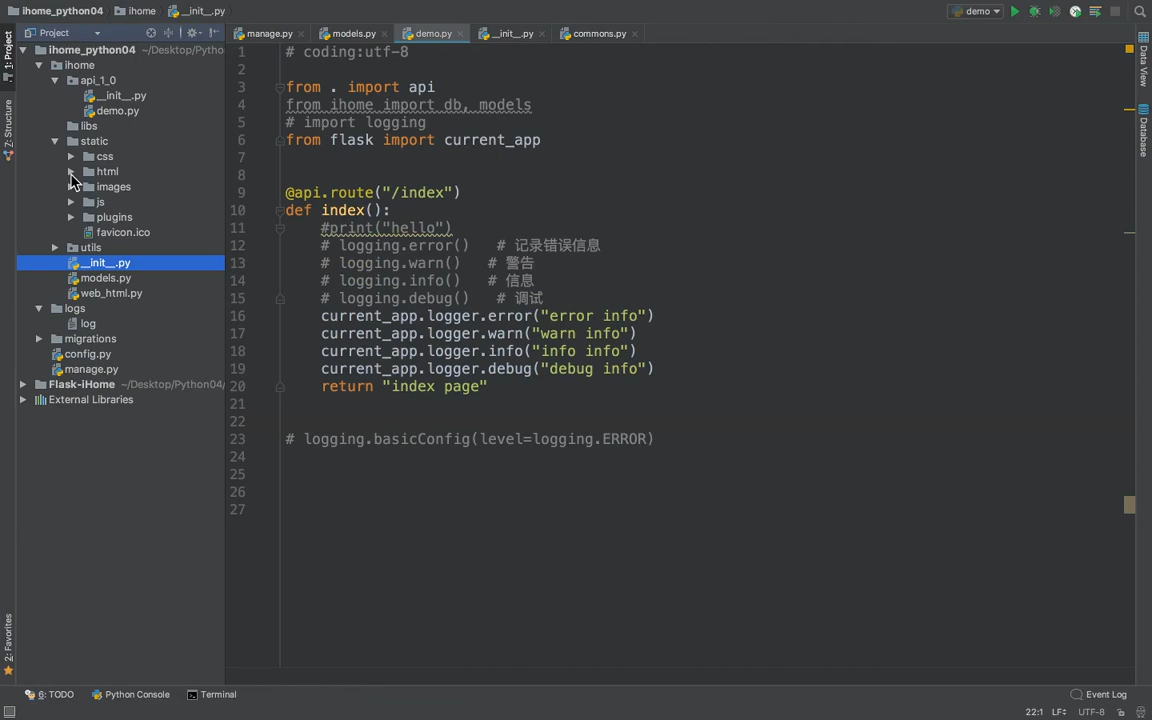 ihome_python04 ihome __init__.py demo
Project manage.py models.py demo.py __init__.py commons.py
1: Project
Z: Structure
2: Favorites
ihome_python04 ~/Desktop/Pytho
ihome
api_1_0
__init__.py
demo.py
libs
static
css
html
images
js
plugins
favicon.ico
utils
__init__.py
models.py
web_html.py
logs
log
migrations
config.py
manage.py
Flask-iHome ~/Desktop/Python04/
External Libraries
1 # coding:utf-8
2
3 from . import api
4 from ihome import db, models
5 # import logging
6 from flask import current_app
7
8
9 @api.route("/index")
10 def index():
11 #print("hello")
12 # logging.error() # 记录错误信息
13 # logging.warn() # 警告
14 # logging.info() # 信息
15 # logging.debug() # 调试
16 current_app.logger.error("error info")
17 current_app.logger.warn("warn info")
18 current_app.logger.info("info info")
19 current_app.logger.debug("debug info")
20 return "index page"
21
22
23 # logging.basicConfig(level=logging.ERROR)
24
25
26
27
Data View
Database
6: TODO Python Console Terminal Event Log
22:1 LF÷ UTF-8